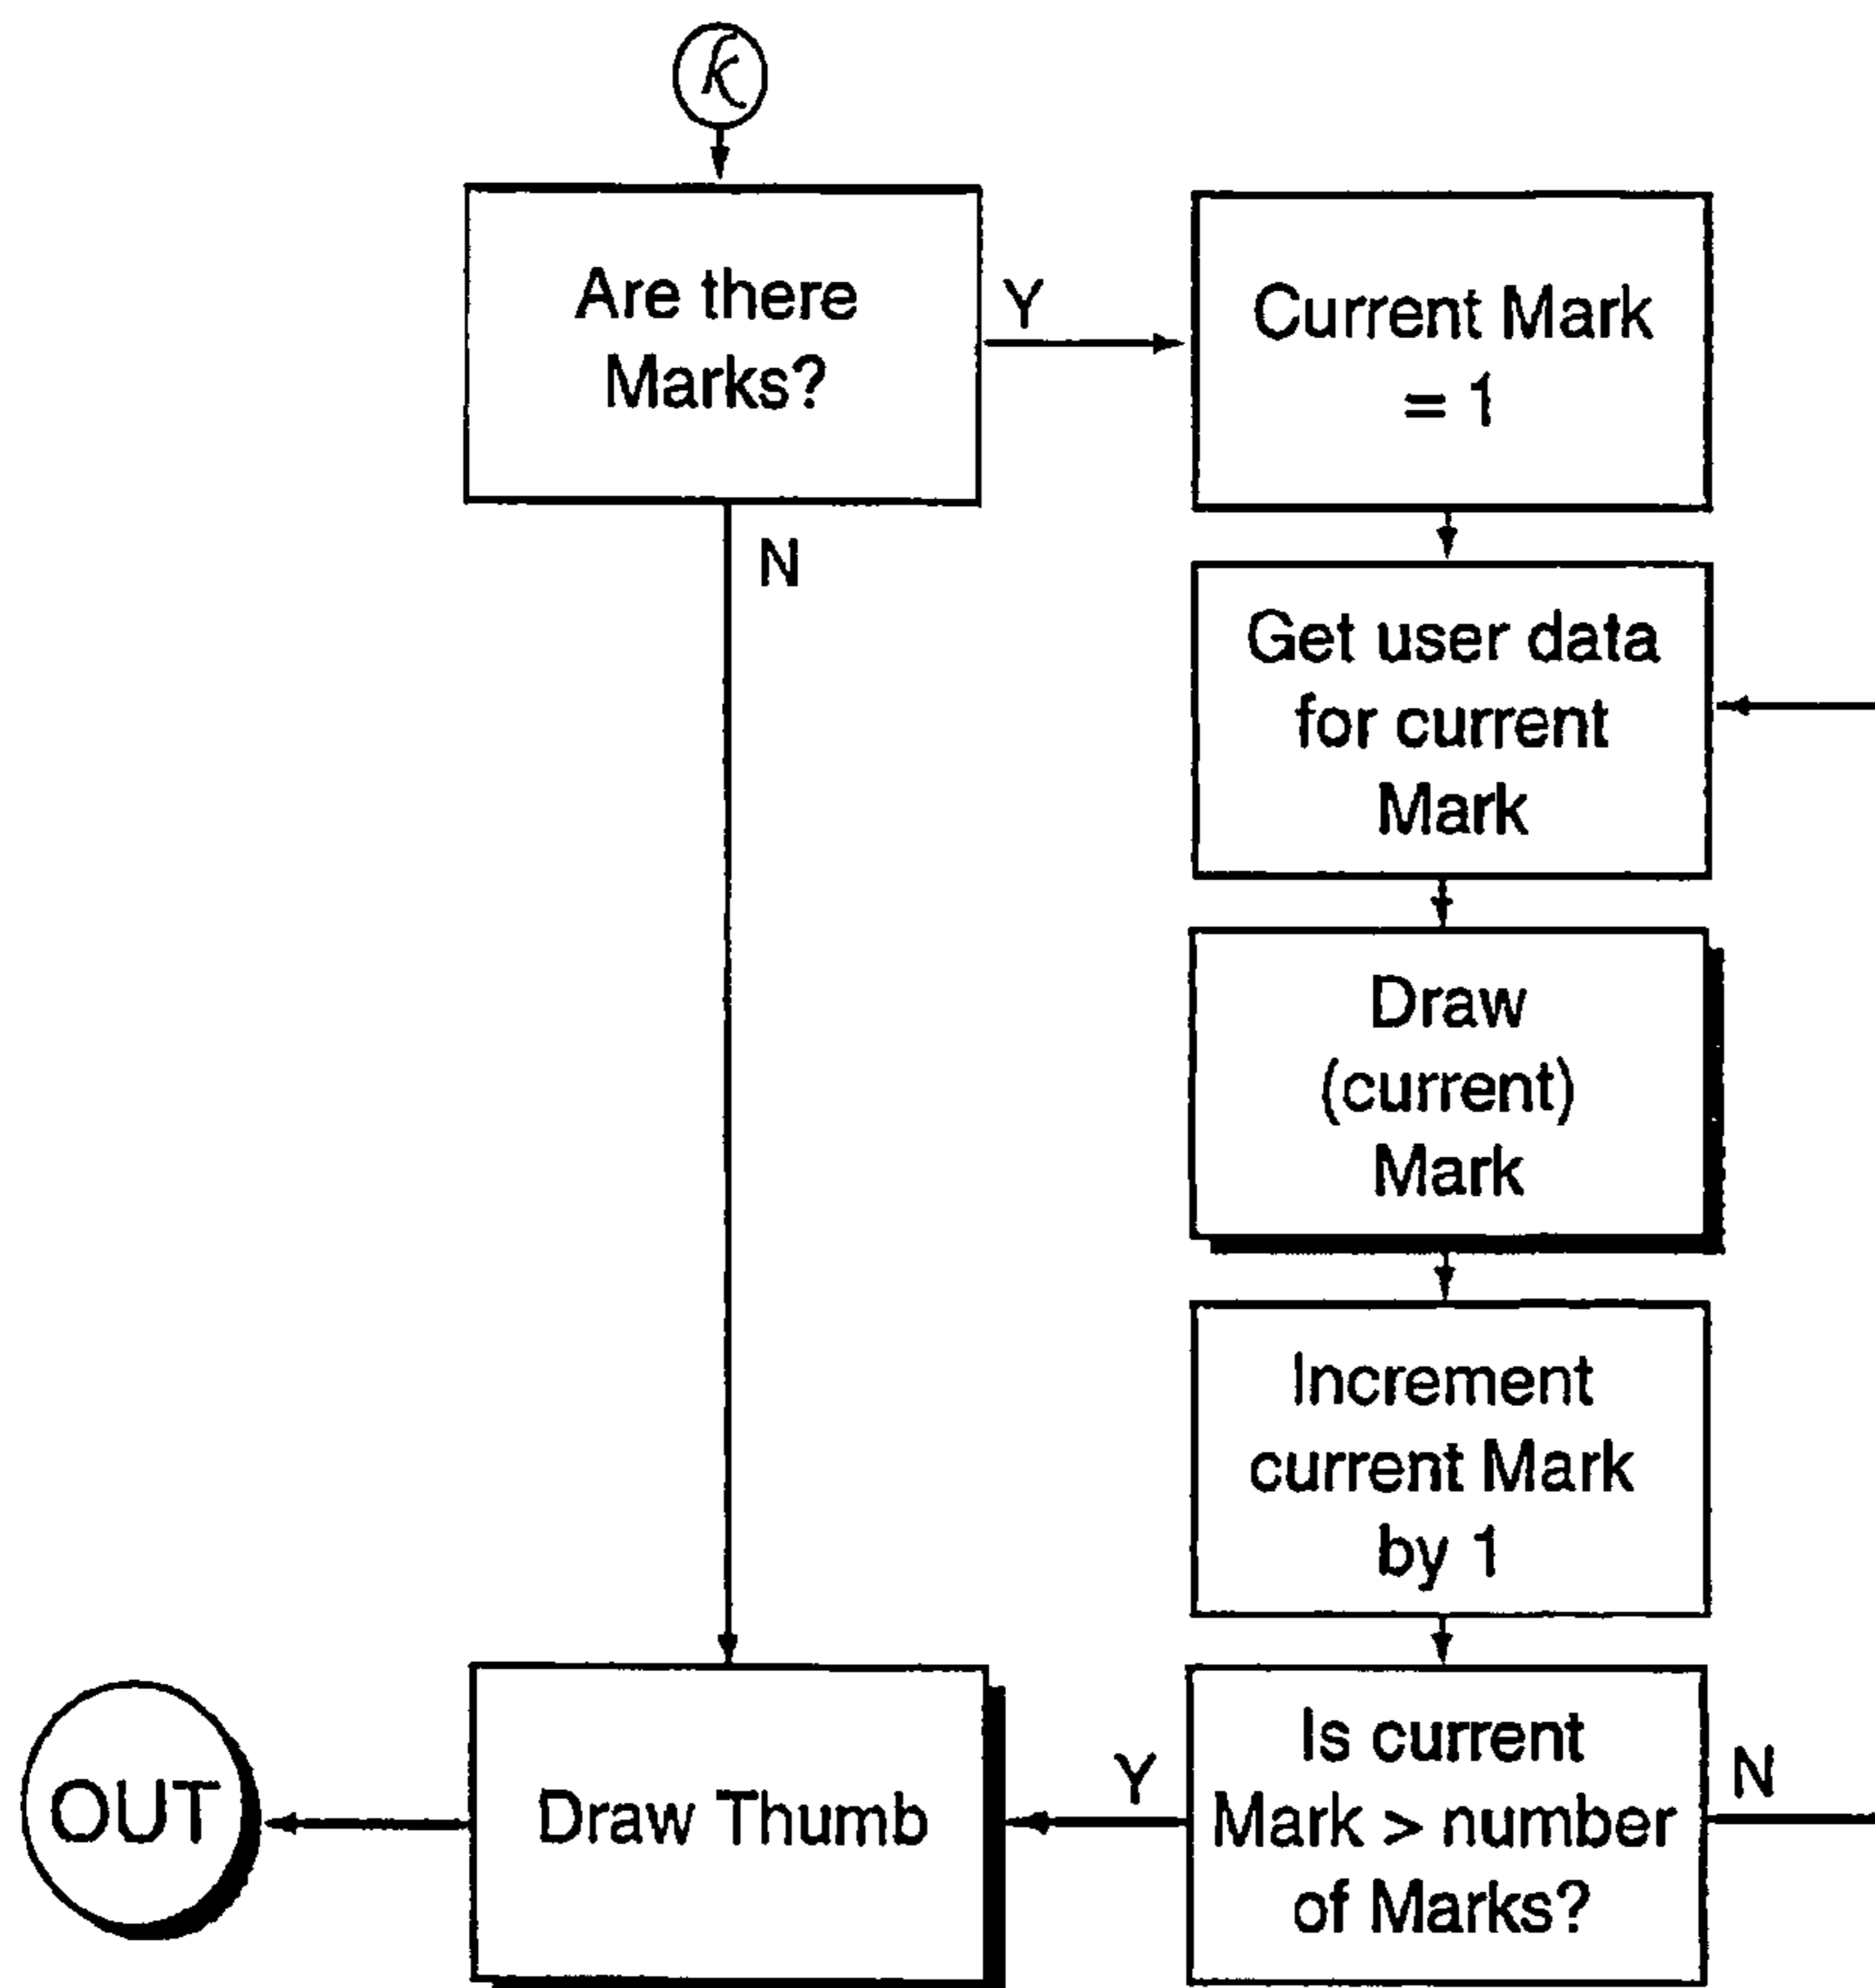 K
Are there
Marks?
Y
Current Mark
= 1
N
Get user data
for current
Mark
Draw
(current)
Mark
Increment
current Mark
by 1
OUT
Draw Thumb
Y
Is current
Mark > number
of Marks?
N